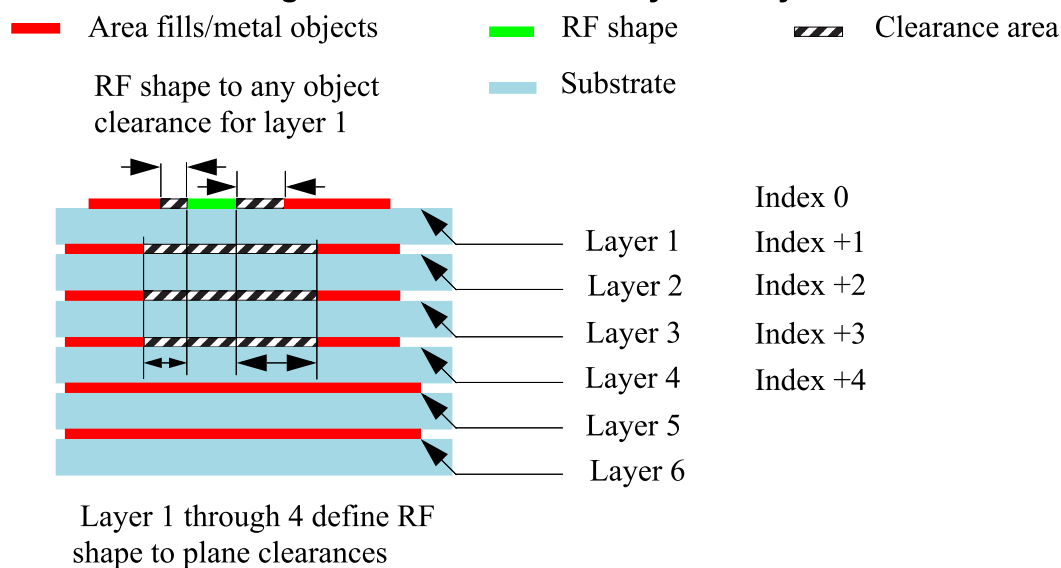 Area fills/metal objects
RF shape
Clearance area
Substrate
RF shape to any object
clearance for layer 1
Index 0
Layer 1
Index +1
Layer 2
Index +2
Layer 3
Index +3
Layer 4
Index +4
Layer 5
Layer 6
Layer 1 through 4 define RF
shape to plane clearances